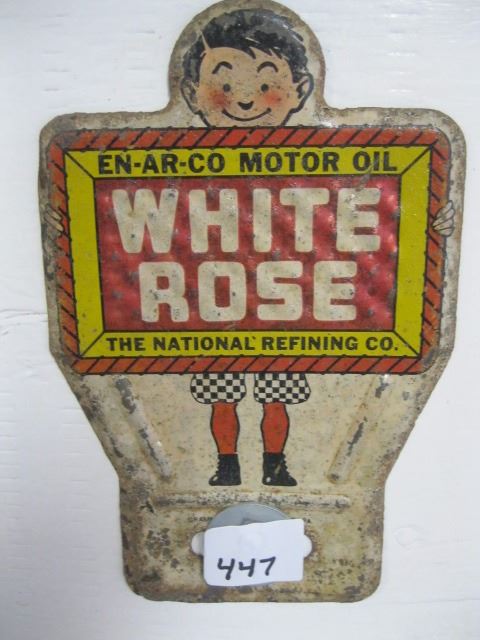 EN-AR-CO MOTOR OIL
WHITE
ROSE
THE NATIONAL REFINING CO.
447